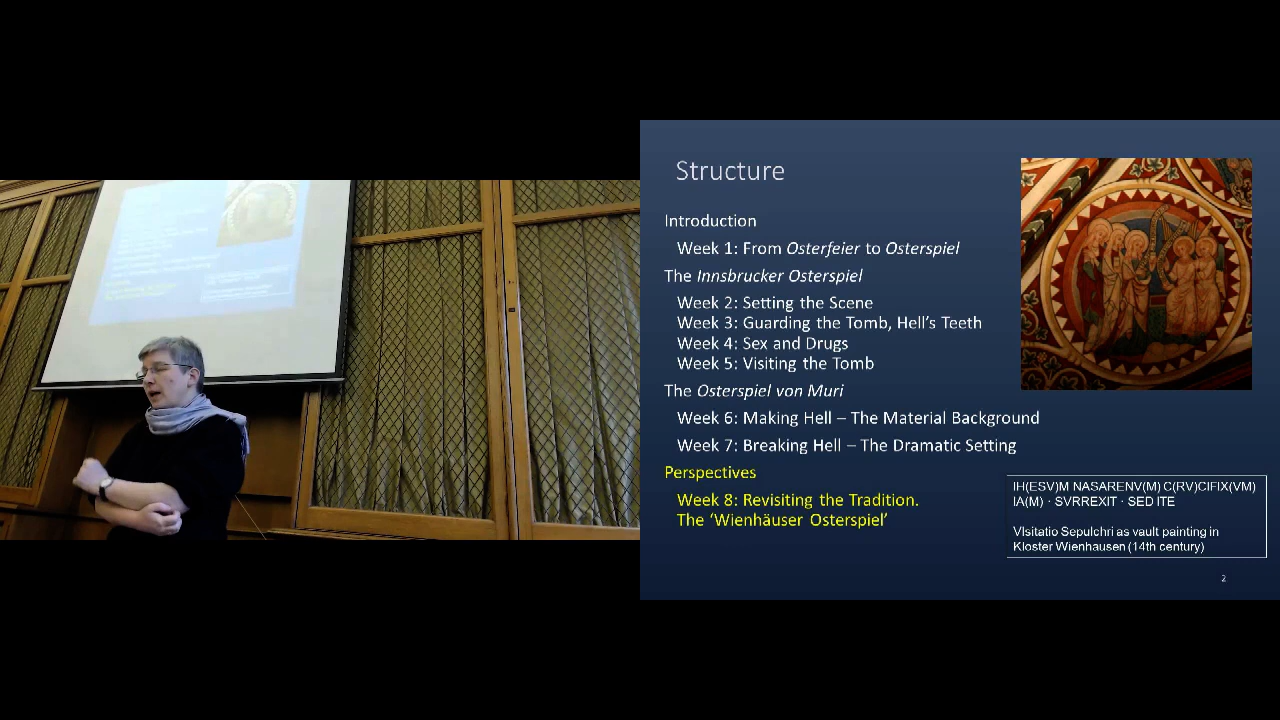 Structure
Introduction
Week 1: From Osterfeier to Osterspiel
The Innsbrucker Osterspiel
Week 2: Setting the Scene
Week 3: Guarding the Tomb, Hell’s Teeth
Week 4: Sex and Drugs
Week 5: Visiting the Tomb
The Osterspiel von Muri
Week 6: Making Hell – The Material Background
Week 7: Breaking Hell – The Dramatic Setting
Perspectives
Week 8: Revisiting the Tradition.
The ‘Wienhäuser Osterspiel’
IH(ESV)M NASARENV(M) C(RV)CIFIX(VM)
IA(M) · SVRREXIT · SED ITE
VIsitatio Sepulchri as vault painting in
Kloster Wienhausen (14th century)
2